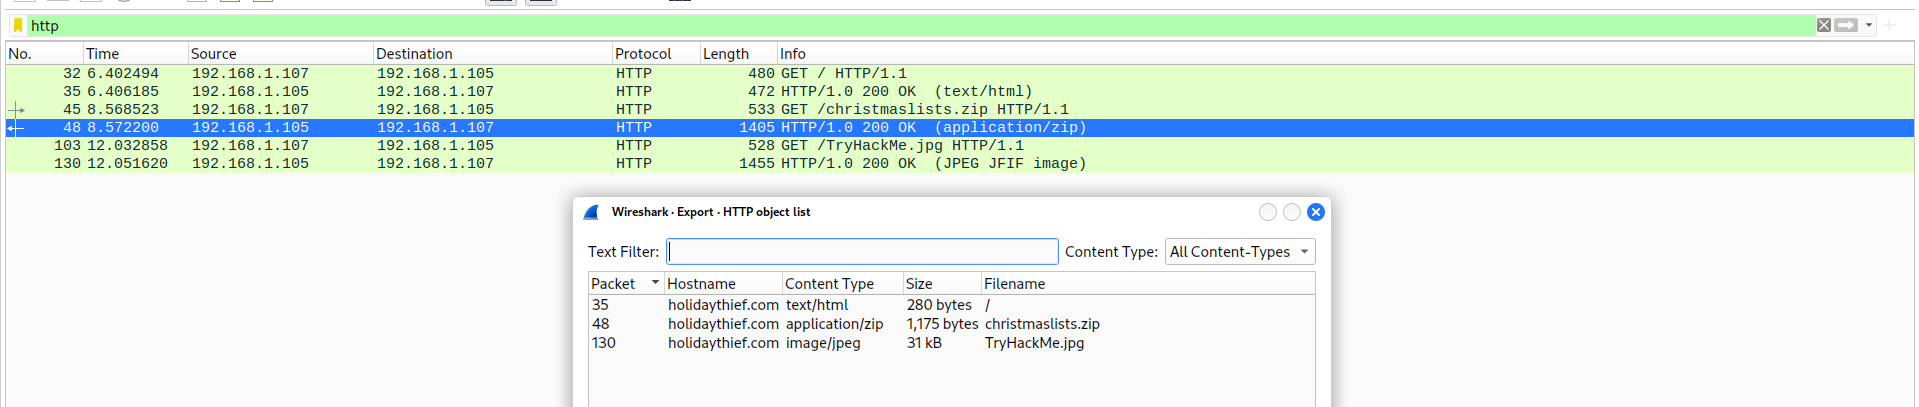 http
No. Time Source Destination Protocol Length Info
32 6.402494 192.168.1.107 192.168.1.105 HTTP 480 GET / HTTP/1.1
35 6.406185 192.168.1.105 192.168.1.107 HTTP 472 HTTP/1.0 200 OK (text/html)
45 8.568523 192.168.1.107 192.168.1.105 HTTP 533 GET /christmaslists.zip HTTP/1.1
48 8.572200 192.168.1.105 192.168.1.107 HTTP 1405 HTTP/1.0 200 OK (application/zip)
103 12.032858 192.168.1.107 192.168.1.105 HTTP 528 GET /TryHackMe.jpg HTTP/1.1
130 12.051620 192.168.1.105 192.168.1.107 HTTP 1455 HTTP/1.0 200 OK (JPEG JFIF image)
Wireshark · Export · HTTP object list
Text Filter: Content Type: All Content-Types
Packet Hostname Content Type Size Filename
35 holidaythief.com text/html 280 bytes /
48 holidaythief.com application/zip 1,175 bytes christmaslists.zip
130 holidaythief.com image/jpeg 31 kB TryHackMe.jpg